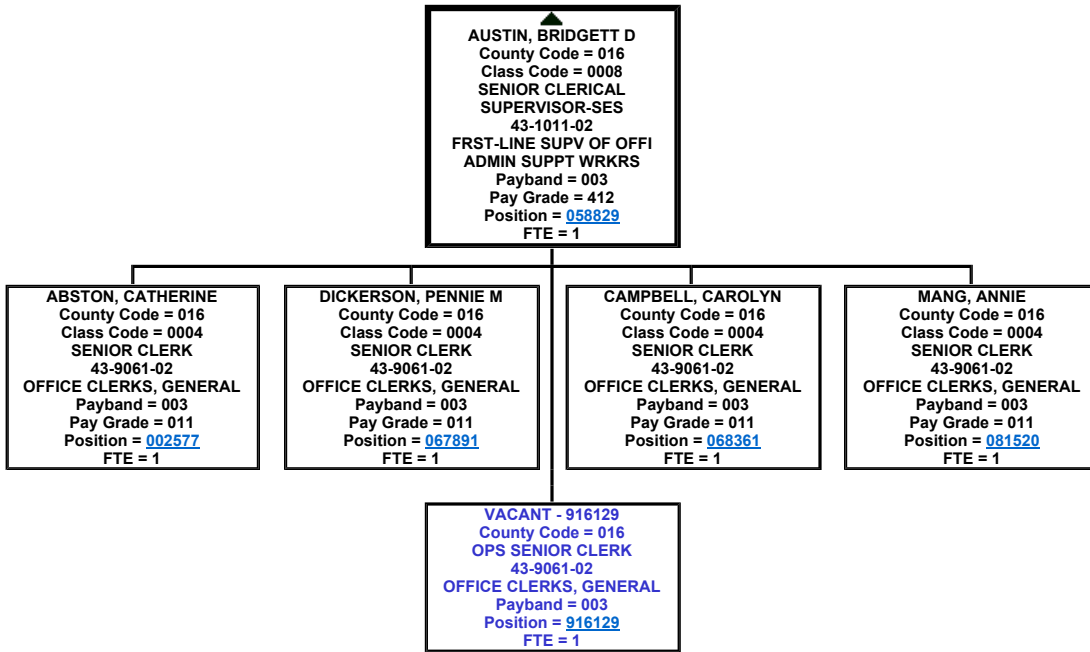 AUSTIN, BRIDGETT D
County Code = 016
Class Code = 0008
SENIOR CLERICAL
SUPERVISOR-SES
43-1011-02
FRST-LINE SUPV OF OFFI
ADMIN SUPPT WRKRS
Payband = 003
Pay Grade = 412
Position = 058829
FTE = 1
ABSTON, CATHERINE
County Code = 016
Class Code = 0004
SENIOR CLERK
43-9061-02
OFFICE CLERKS, GENERAL
Payband = 003
Pay Grade = 011
Position = 002577
FTE = 1
DICKERSON, PENNIE M
County Code = 016
Class Code = 0004
SENIOR CLERK
43-9061-02
OFFICE CLERKS, GENERAL
Payband = 003
Pay Grade = 011
Position = 067891
FTE = 1
CAMPBELL, CAROLYN
County Code = 016
Class Code = 0004
SENIOR CLERK
43-9061-02
OFFICE CLERKS, GENERAL
Payband = 003
Pay Grade = 011
Position = 068361
FTE = 1
MANG, ANNIE
County Code = 016
Class Code = 0004
SENIOR CLERK
43-9061-02
OFFICE CLERKS, GENERAL
Payband = 003
Pay Grade = 011
Position = 081520
FTE = 1
VACANT - 916129
County Code = 016
OPS SENIOR CLERK
43-9061-02
OFFICE CLERKS, GENERAL
Payband = 003
Position = 916129
FTE = 1